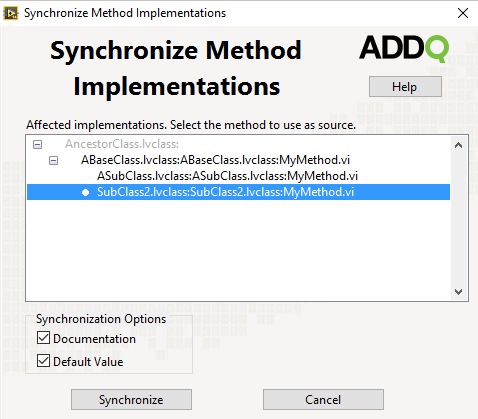 Synchronize Method Implementations
Synchronize Method
Implementations
ADDQ
Help
Affected implementations. Select the method to use as source.
AncestorClass.lvclass:
ABaseClass.lvclass:ABaseClass.lvclass:MyMethod.vi
ASubClass.lvclass:ASubClass.lvclass:MyMethod.vi
SubClass2.lvclass:SubClass2.lvclass:MyMethod.vi
Synchronization Options
Documentation
Default Value
Synchronize
Cancel